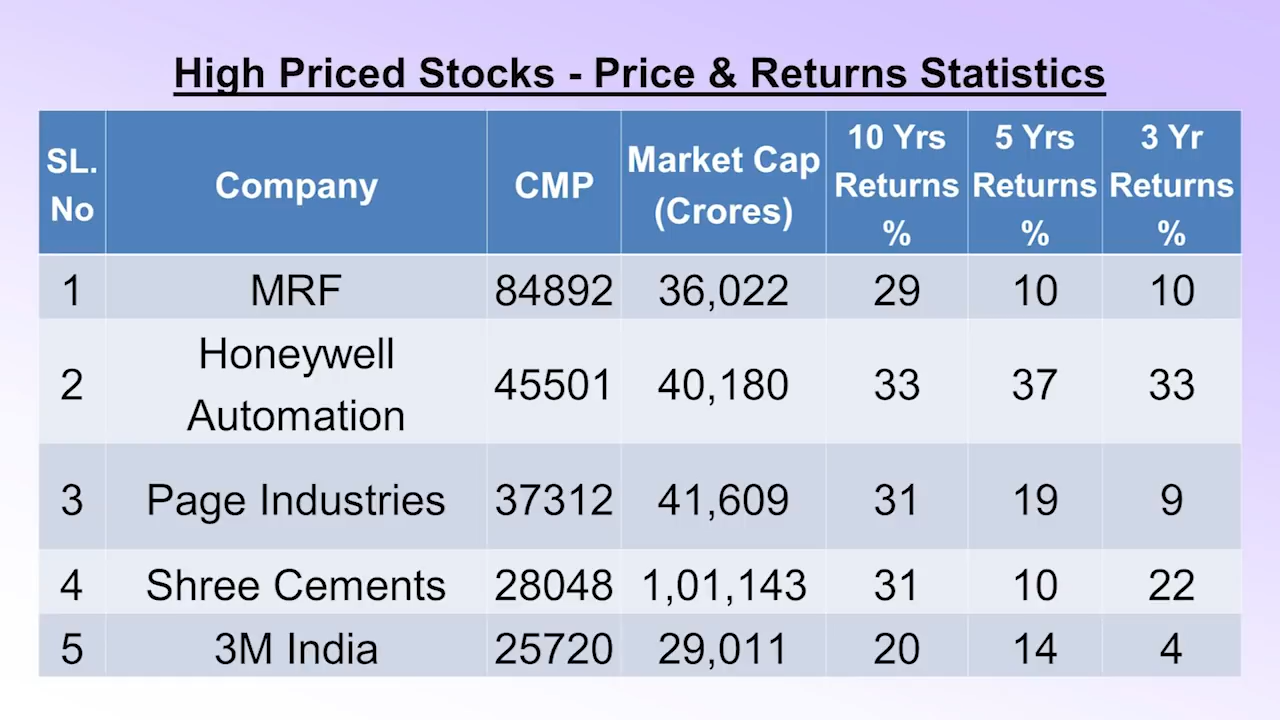 High Priced Stocks - Price & Returns Statistics
SL. No Company CMP Market Cap (Crores) 10 Yrs Returns % 5 Yrs Returns % 3 Yr Returns %
1 MRF 84892 36,022 29 10 10
2 Honeywell Automation 45501 40,180 33 37 33
3 Page Industries 37312 41,609 31 19 9
4 Shree Cements 28048 1,01,143 31 10 22
5 3M India 25720 29,011 20 14 4